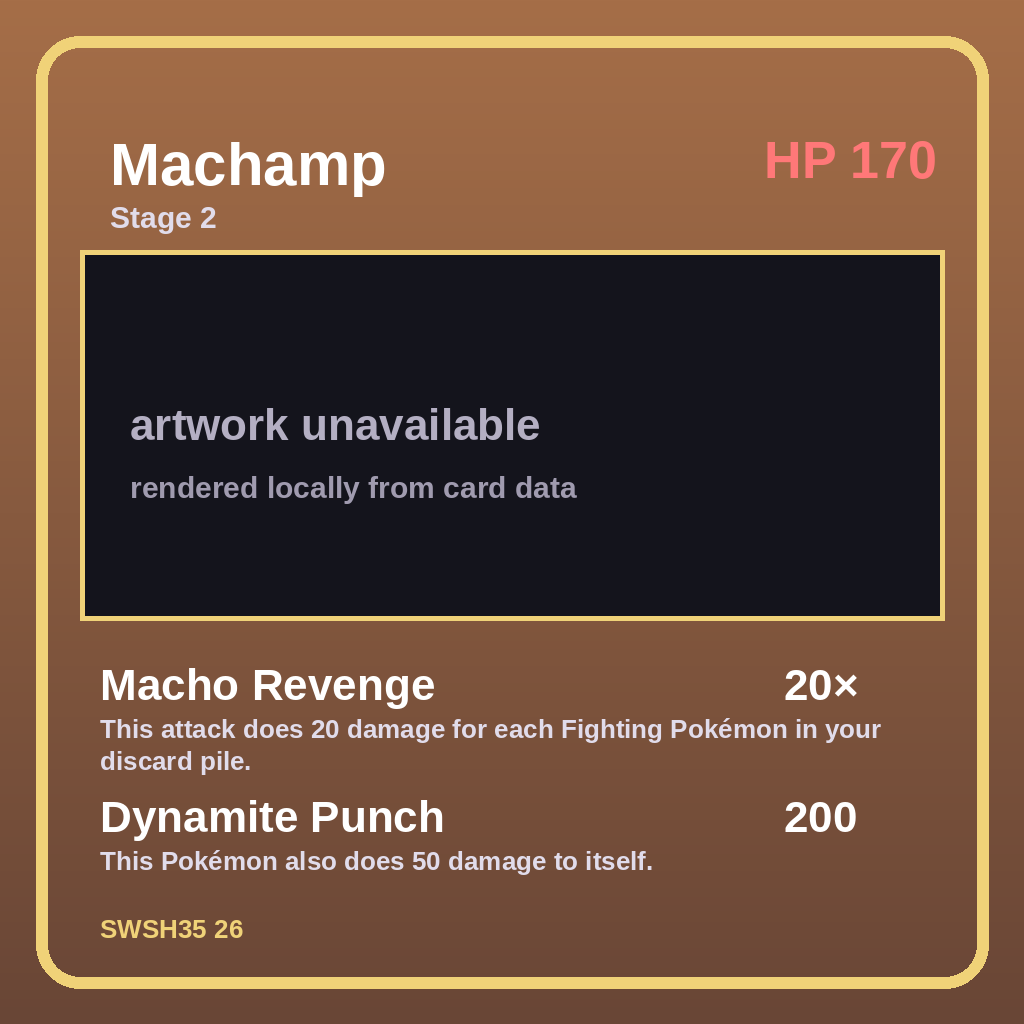 Machamp
HP 170
Stage 2
artwork unavailable
rendered locally from card data
Macho Revenge
20×
This attack does 20 damage for each Fighting Pokémon in your
discard pile.
Dynamite Punch
200
This Pokémon also does 50 damage to itself.
SWSH35 26